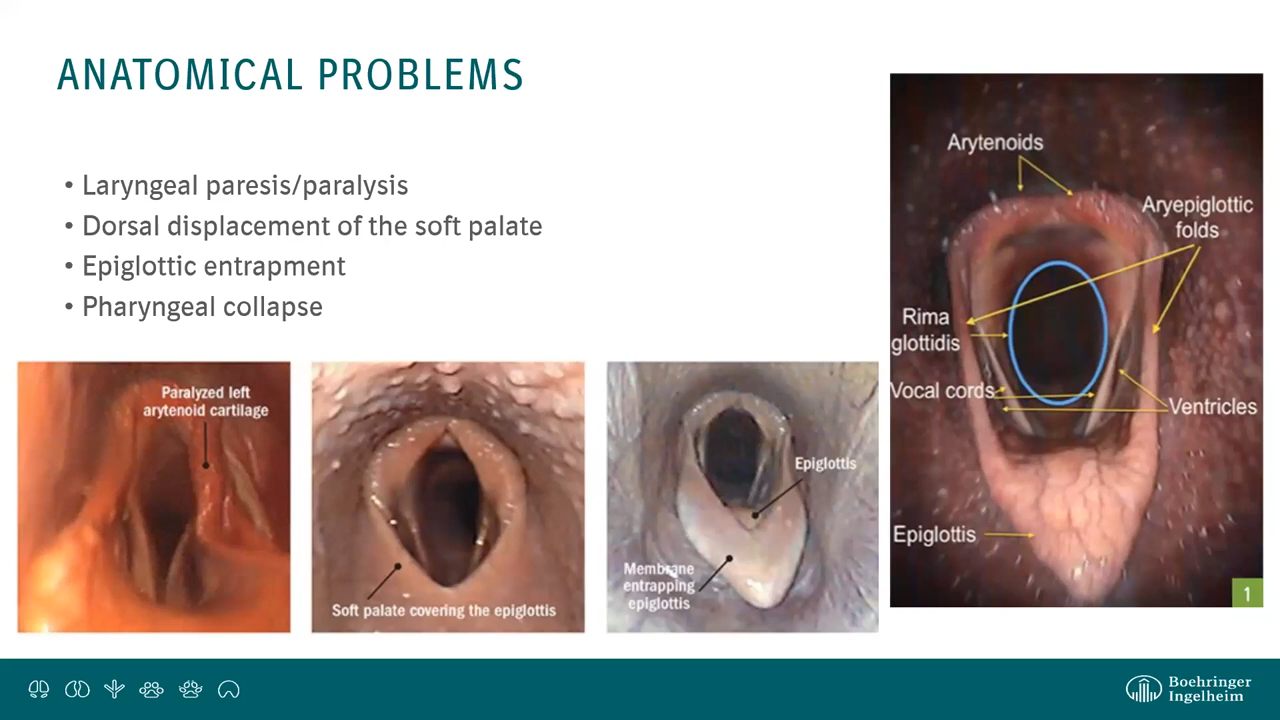 ANATOMICAL PROBLEMS
• Laryngeal paresis/paralysis
• Dorsal displacement of the soft palate
• Epiglottic entrapment
• Pharyngeal collapse
Paralyzed left
arytenoid cartilage
Soft palate covering the epiglottis
Epiglottis
Membrane
entrapping
epiglottis
Arytenoids
Aryepiglottic
folds
Rima
glottidis
Vocal cords
Ventricles
Epiglottis
1
Boehringer
Ingelheim